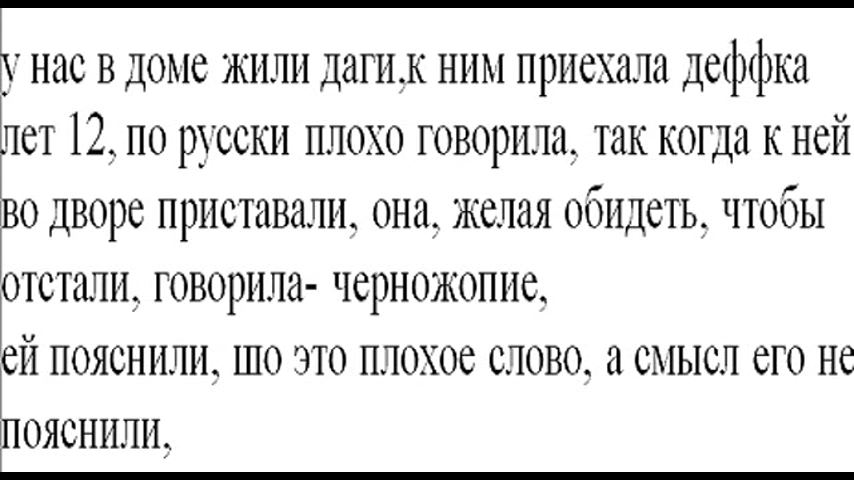 у нас в доме жили даги,к ним приехала деффка
лет 12, по русски плохо говорила, так когда к ней
во дворе приставали, она, желая обидеть, чтобы
отстали, говорила- черножопие,
ей пояснили, шо это плохое слово, а смысл его не
пояснили,